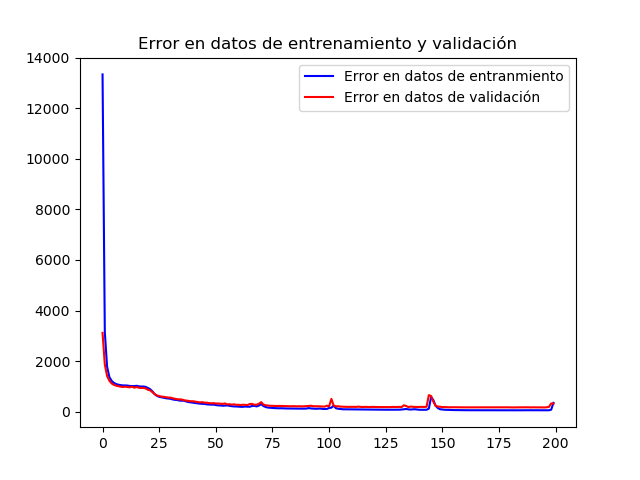 Error en datos de entrenamiento y validación
14000
12000
10000
8000
6000
4000
2000
0
Error en datos de entranmiento
Error en datos de validación
0 25 50 75 100 125 150 175 200